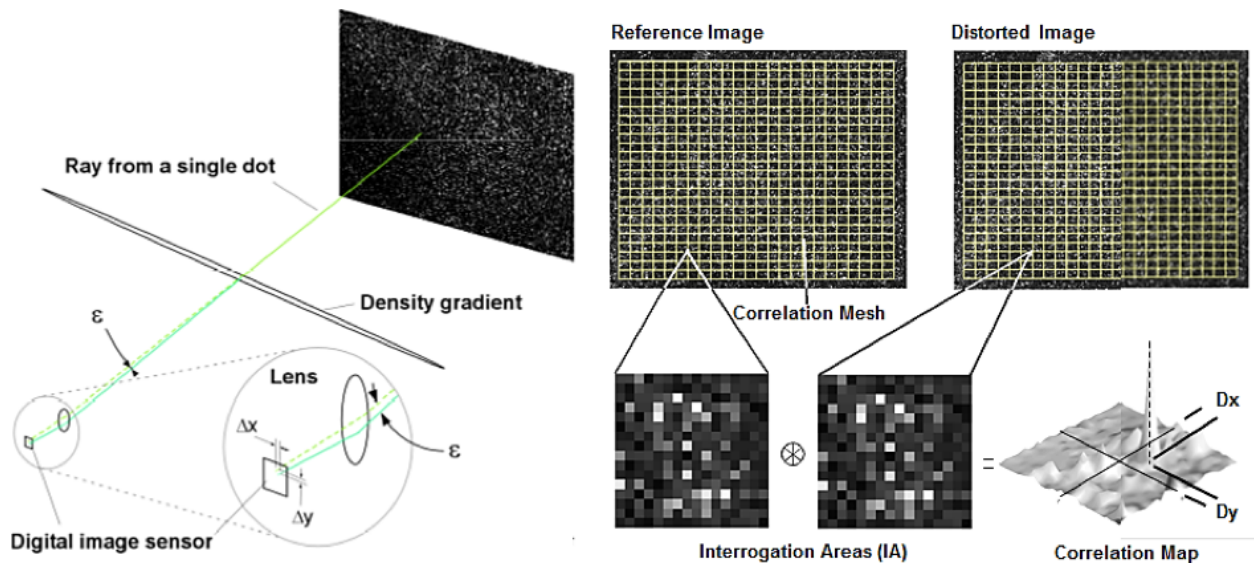 Ray from a single dot
Density gradient
ε
Lens
Δx
ε
Δy
Digital image sensor
Reference Image
Distorted Image
Correlation Mesh
Dx
=
Dy
Interrogation Areas (IA)
Correlation Map